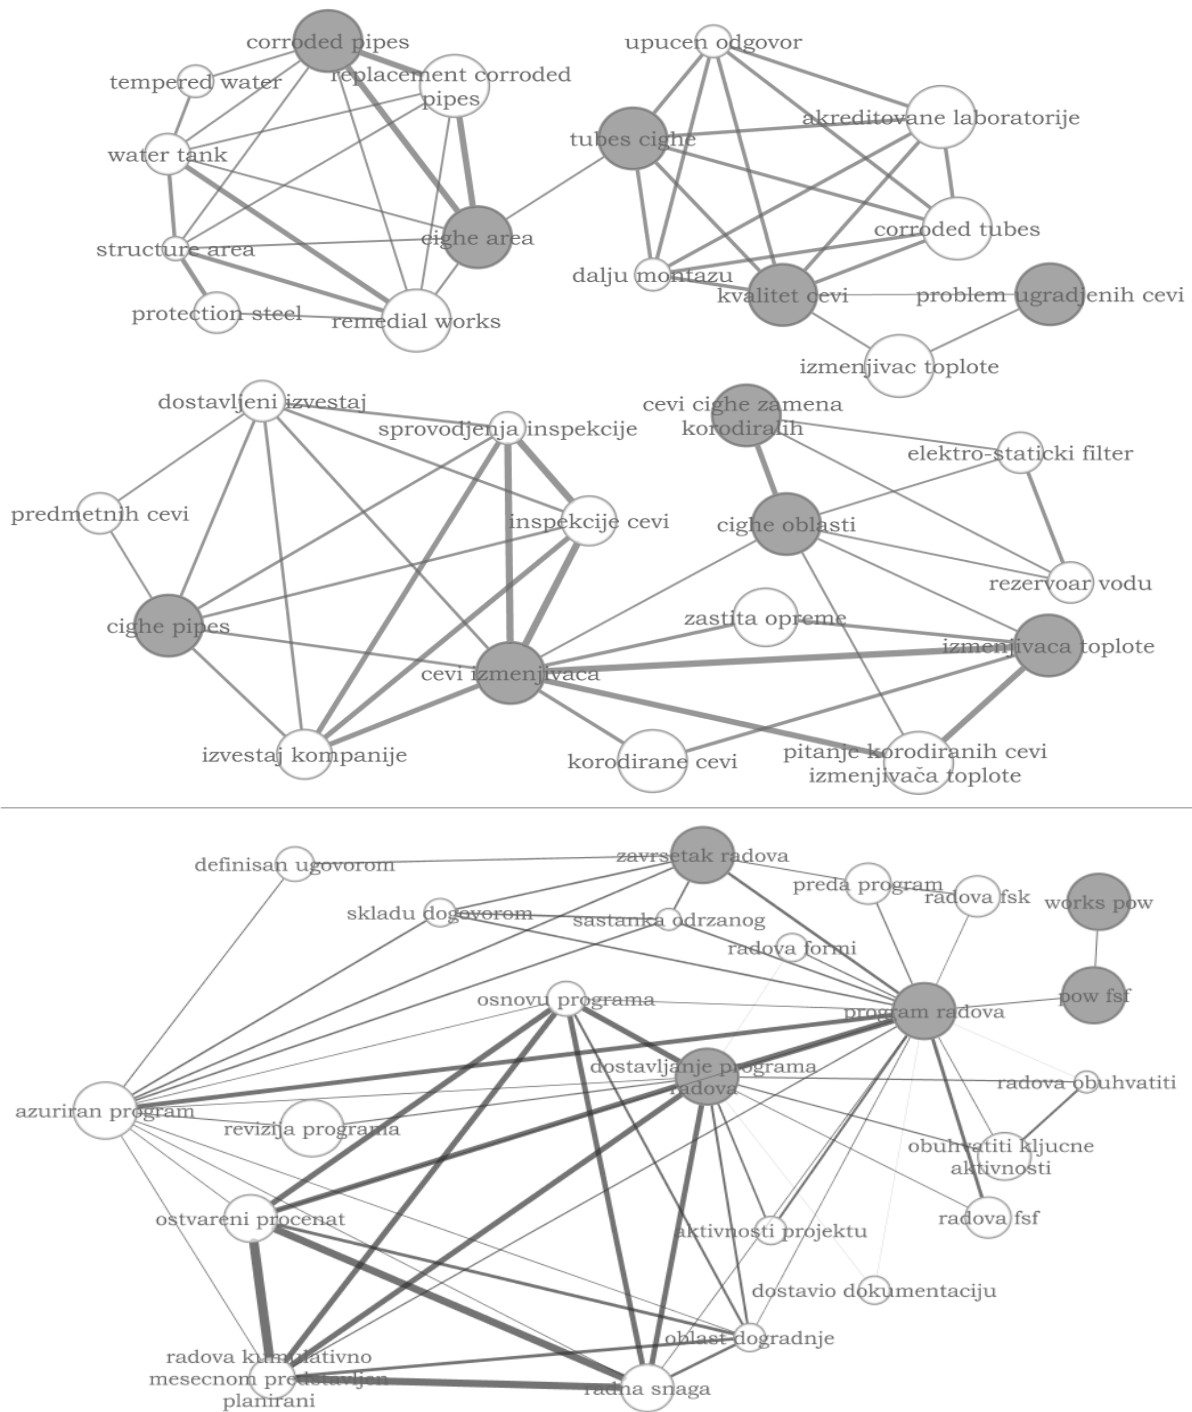 corroded pipes
upucen odgovor
tempered water
replacement corroded
pipes
akreditovane laboratorije
tubes cighe
water tank
corroded tubes
structure area
cighe area
dalju montazu
kvalitet cevi
problem ugradjenih cevi
protection steel
remedial works
izmenjivac toplote
dostavljeni izvestaj
sprovodjenja inspekcije
cevi cighe zamena
korodiralih
elektro-staticki filter
predmetnih cevi
inspekcije cevi
cighe oblasti
rezervoar vodu
cighe pipes
zastita opreme
cevi izmenjivaca
izmenjivaca toplote
izvestaj kompanije
korodirane cevi
pitanje korodiranih cevi
izmenjivača toplote
definisan ugovorom
zavrsetak radova
preda program
radova fsk
works pow
skladu dogovorom
sastanka odrzanog
radova formi
osnovu programa
program radova
pow fsf
dostavljanje programa
radova
azuriran program
revizija programa
radova obuhvatiti
obuhvatiti kljucne
aktivnosti
ostvareni procenat
aktivnosti projektu
radova fsf
dostavio dokumentaciju
oblast dogradnje
radova kumulativno
mesecnom predstavljen
planirani
radna snaga